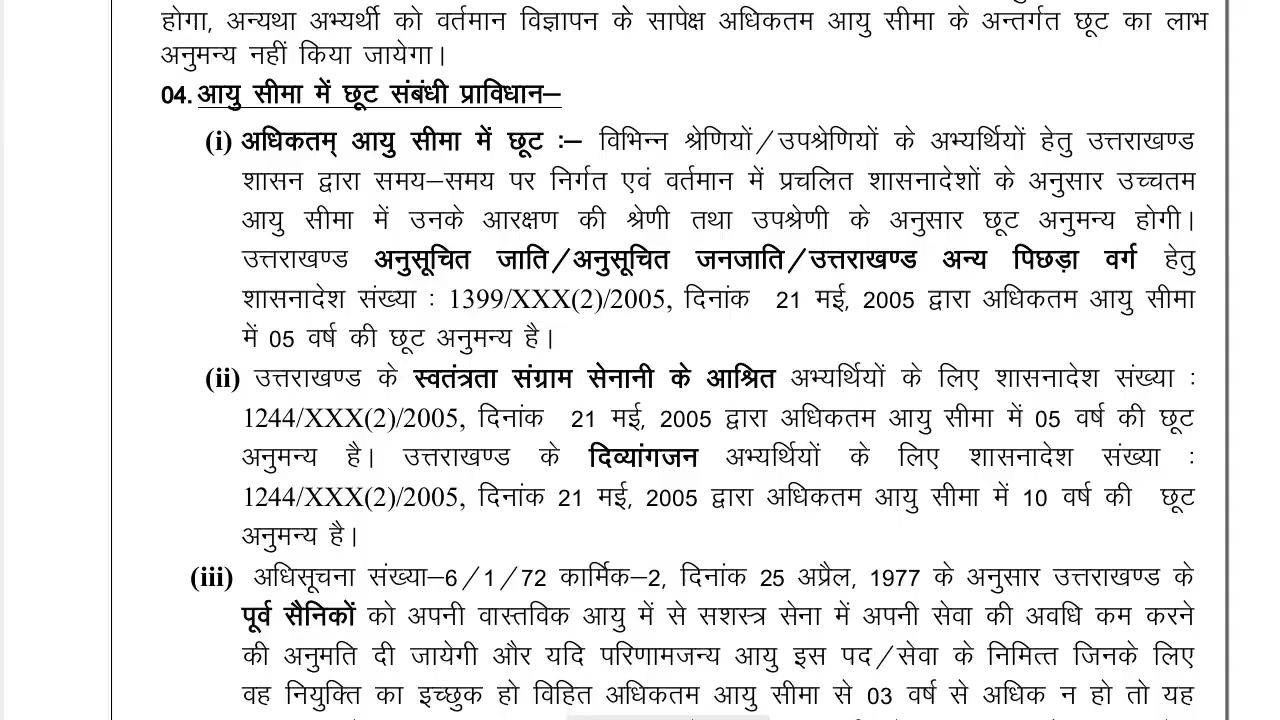 होगा, अन्यथा अभ्यर्थी को वर्तमान विज्ञापन के सापेक्ष अधिकतम आयु सीमा के अन्तर्गत छूट का लाभ
अनुमन्य नहीं किया जायेगा।
04. आयु सीमा में छूट संबंधी प्राविधान–
(i) अधिकतम् आयु सीमा में छूट :– विभिन्न श्रेणियों/उपश्रेणियों के अभ्यर्थियों हेतु उत्तराखण्ड
शासन द्वारा समय–समय पर निर्गत एवं वर्तमान में प्रचलित शासनादेशों के अनुसार उच्चतम
आयु सीमा में उनके आरक्षण की श्रेणी तथा उपश्रेणी के अनुसार छूट अनुमन्य होगी।
उत्तराखण्ड अनुसूचित जाति/अनुसूचित जनजाति/उत्तराखण्ड अन्य पिछड़ा वर्ग हेतु
शासनादेश संख्या : 1399/XXX(2)/2005, दिनांक 21 मई, 2005 द्वारा अधिकतम आयु सीमा
में 05 वर्ष की छूट अनुमन्य है।
(ii) उत्तराखण्ड के स्वतंत्रता संग्राम सेनानी के आश्रित अभ्यर्थियों के लिए शासनादेश संख्या :
1244/XXX(2)/2005, दिनांक 21 मई, 2005 द्वारा अधिकतम आयु सीमा में 05 वर्ष की छूट
अनुमन्य है। उत्तराखण्ड के दिव्यांगजन अभ्यर्थियों के लिए शासनादेश संख्या :
1244/XXX(2)/2005, दिनांक 21 मई, 2005 द्वारा अधिकतम आयु सीमा में 10 वर्ष की छूट
अनुमन्य है।
(iii) अधिसूचना संख्या–6/1/72 कार्मिक–2, दिनांक 25 अप्रैल, 1977 के अनुसार उत्तराखण्ड के
पूर्व सैनिकों को अपनी वास्तविक आयु में से सशस्त्र सेना में अपनी सेवा की अवधि कम करने
की अनुमति दी जायेगी और यदि परिणामजन्य आयु इस पद/सेवा के निमित्त जिनके लिए
वह नियुक्ति का इच्छुक हो विहित अधिकतम आयु सीमा से 03 वर्ष से अधिक न हो तो यह